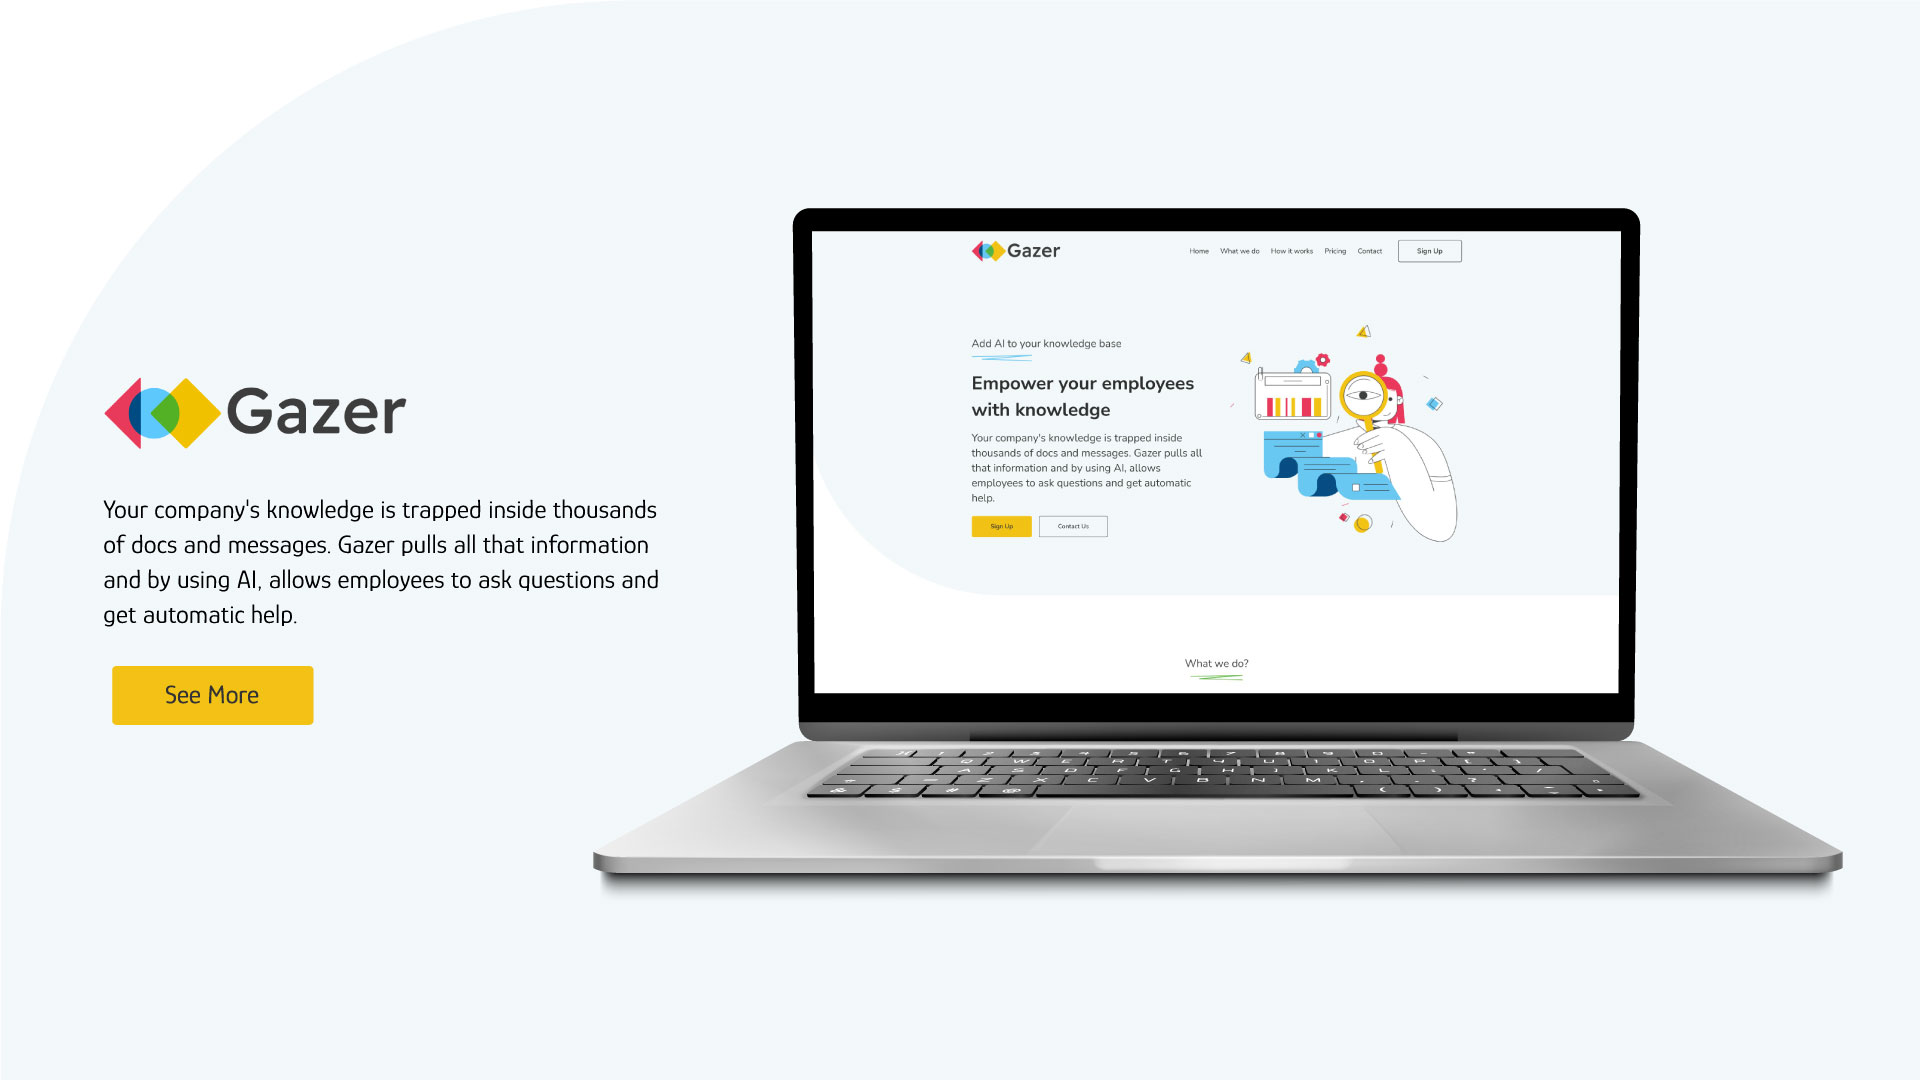 Gazer
Your company's knowledge is trapped inside thousands
of docs and messages. Gazer pulls all that information
and by using AI, allows employees to ask questions and
get automatic help.
See More
Gazer
Home What we do How it works Pricing Contact Sign Up
Add AI to your knowledge base
Empower your employees
with knowledge
Your company's knowledge is trapped inside
thousands of docs and messages. Gazer pulls all
that information and by using AI, allows
employees to ask questions and get automatic
help.
Sign Up Contact Us
What we do?